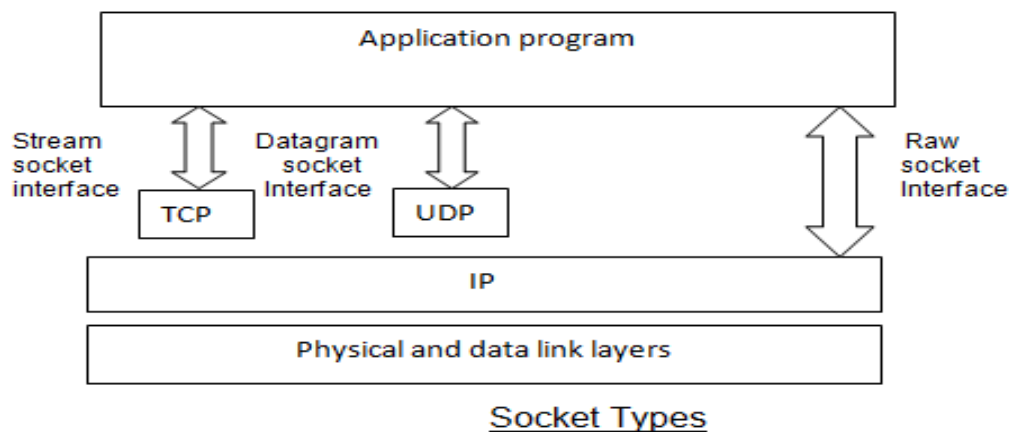 Application program
Stream
socket
interface
Datagram
socket
Interface
Raw
socket
Interface
TCP
UDP
IP
Physical and data link layers
Socket Types